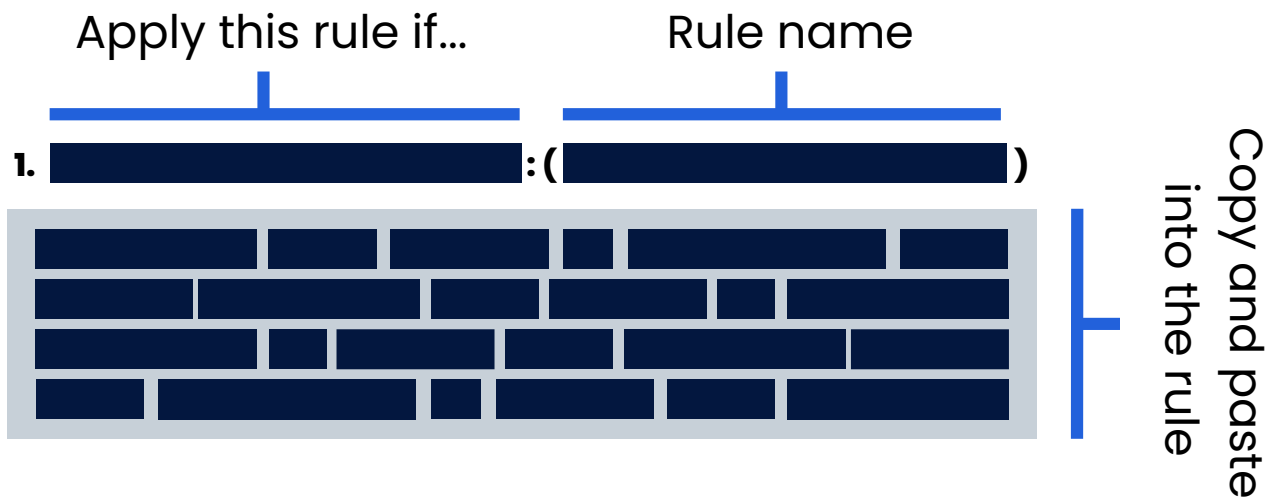 Apply this rule if...
Rule name
1. :( )
Copy and paste
into the rule